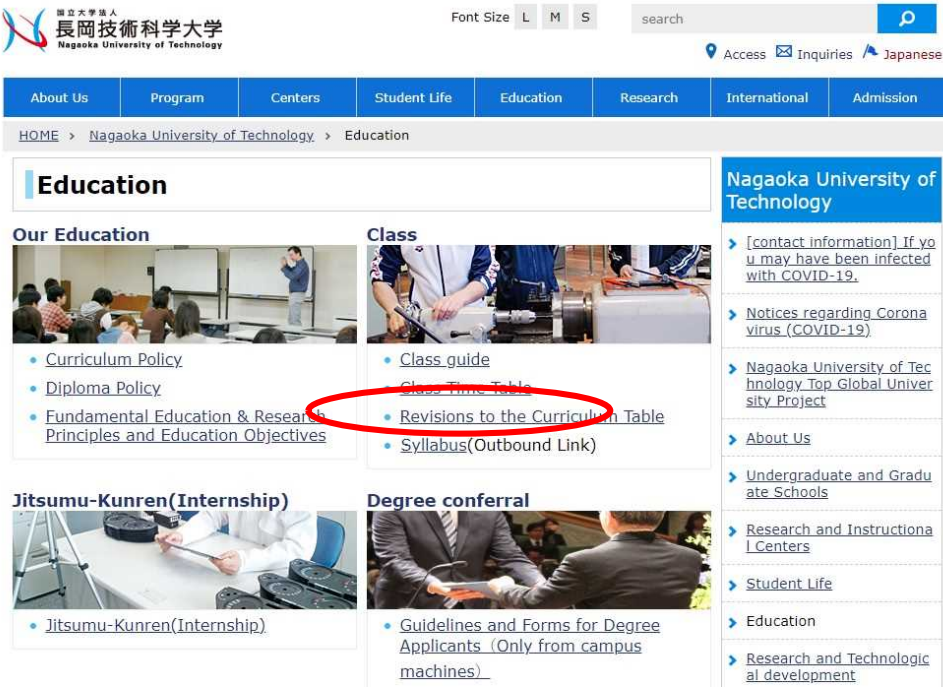 国立大学法人
長岡技術科学大学
Nagaoka University of Technology
Font Size L M S
search
Access Inquiries Japanese
About Us Program Centers Student Life Education Research International Admission
HOME > Nagaoka University of Technology > Education
Education
Our Education
Curriculum Policy
Diploma Policy
Fundamental Education & Research
Principles and Education Objectives
Class
Class guide
Class Time Table
Revisions to the Curriculum Table
Syllabus(Outbound Link)
Jitsumu-Kunren(Internship)
Jitsumu-Kunren(Internship)
Degree conferral
Guidelines and Forms for Degree
Applicants（Only from campus
machines）
Nagaoka University of
Technology
[contact information] If yo
u may have been infected
with COVID-19.
Notices regarding Corona
virus (COVID-19)
Nagaoka University of Tec
hnology Top Global Univer
sity Project
About Us
Undergraduate and Gradu
ate Schools
Research and Instructiona
l Centers
Student Life
Education
Research and Technologic
al development